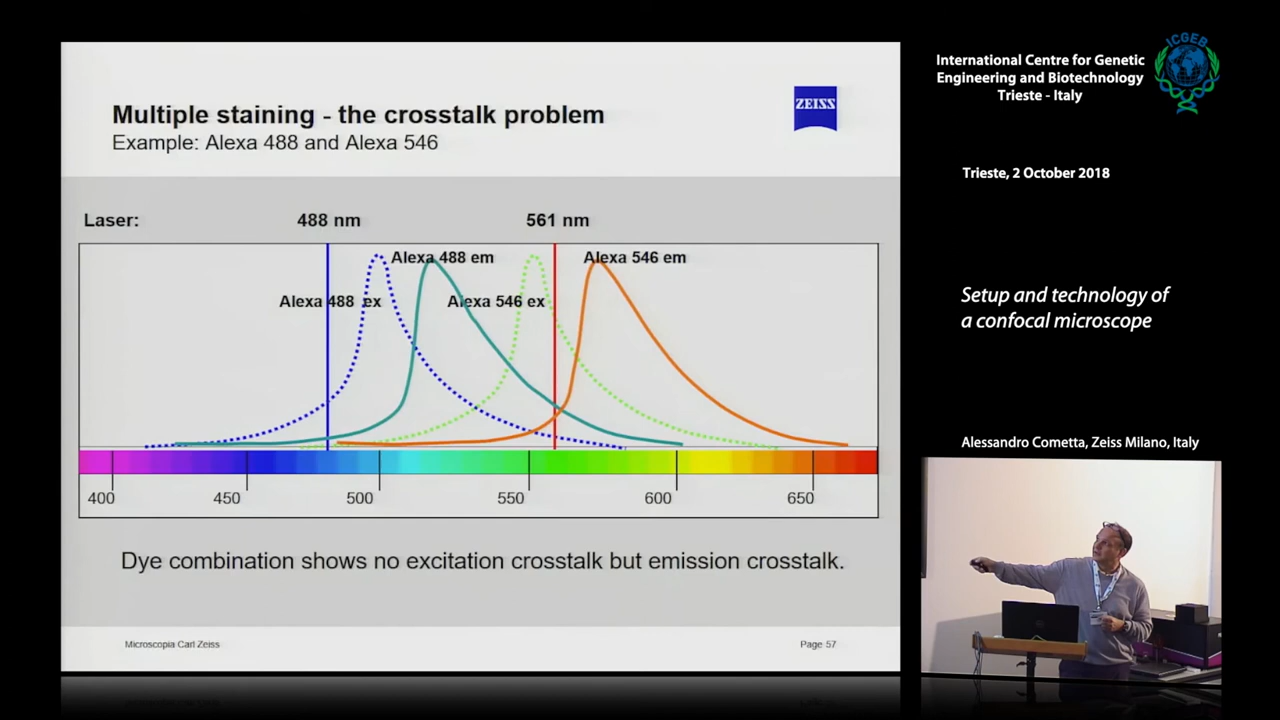 Multiple staining - the crosstalk problem
Example: Alexa 488 and Alexa 546
ZEISS
Laser:
488 nm
561 nm
Alexa 488 em
Alexa 546 em
Alexa 488 ex
Alexa 546 ex
400
450
500
550
600
650
Dye combination shows no excitation crosstalk but emission crosstalk.
Microscopia Carl Zeiss
Page 57
International Centre for Genetic
Engineering and Biotechnology
Trieste - Italy
ICGEB
Trieste, 2 October 2018
Setup and technology of
a confocal microscope
Alessandro Cometta, Zeiss Milano, Italy